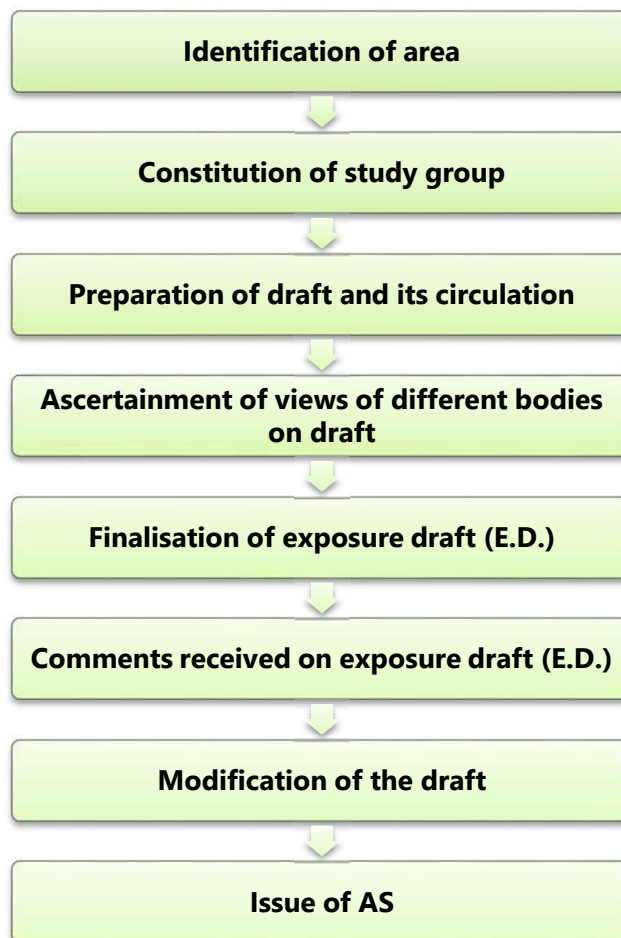 Identification of area
Constitution of study group
Preparation of draft and its circulation
Ascertainment of views of different bodies
on draft
Finalisation of exposure draft (E.D.)
Comments received on exposure draft (E.D.)
Modification of the draft
Issue of AS